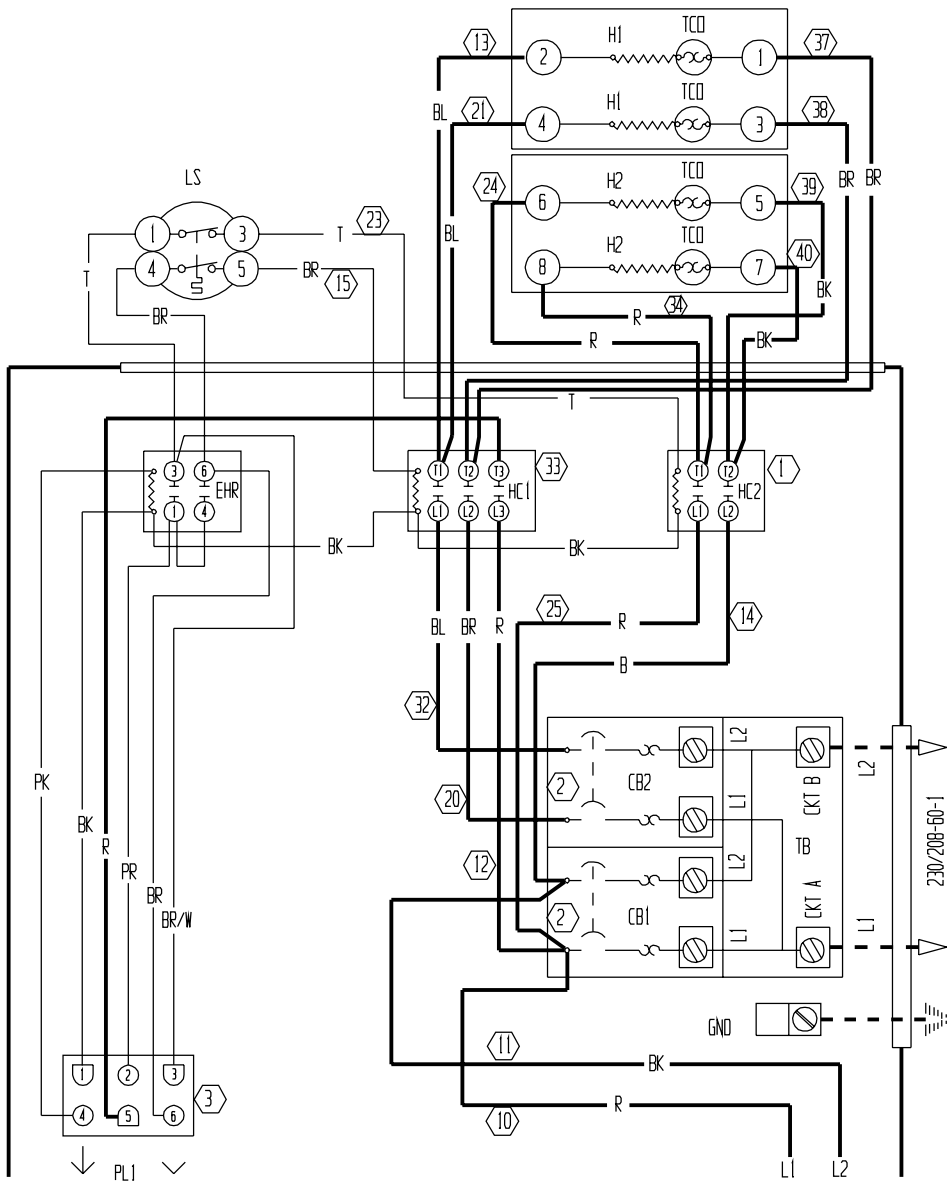 13
2
H1
TCO
1
37
BL
21
4
H1
TCO
3
38
BR
BR
LS
24
6
H2
TCO
5
39
1
3
23
T
BL
4
5
BR
15
8
H2
TCO
7
40
BK
T
BR
R
34
R
BK
T
3
6
EHR
1
4
T1
T2
T3
HC1
L1
L2
L3
33
T1
T2
HC2
L1
L2
1
BK
BK
25
R
14
BL
BR
R
B
32
PK
BK
R
PR
BR
BR/W
20
12
2
CB2
L2
L1
CKT B
L2
TB
230/208-60-1
2
CB1
L2
L1
CKT A
L1
GND
11
BK
10
R
1
2
3
4
5
6
3
PL1
L1
L2